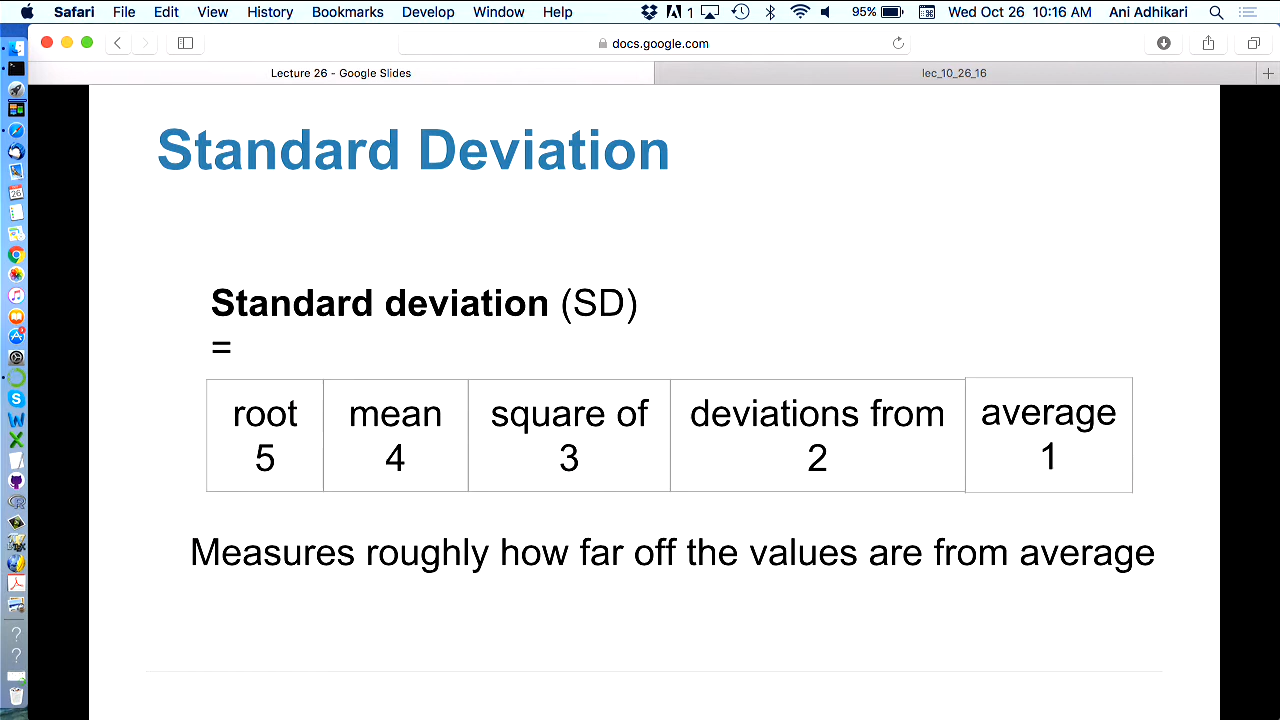 Safari File Edit View History Bookmarks Develop Window Help 1 95% Wed Oct 26 10:16 AM Ani Adhikari
docs.google.com
Lecture 26 - Google Slides lec_10_26_16
Standard Deviation
Standard deviation (SD)
=
root mean square of deviations from average
5 4 3 2 1
Measures roughly how far off the values are from average